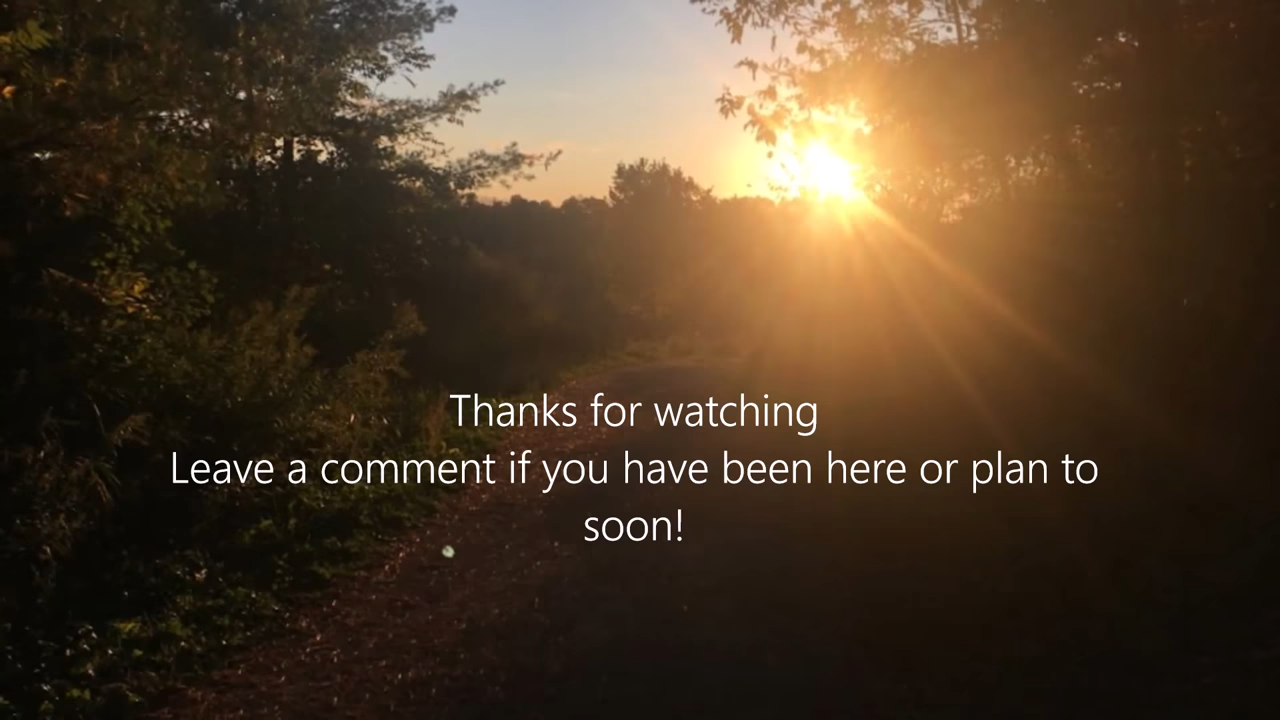 Thanks for watching
Leave a comment if you have been here or plan to
soon!